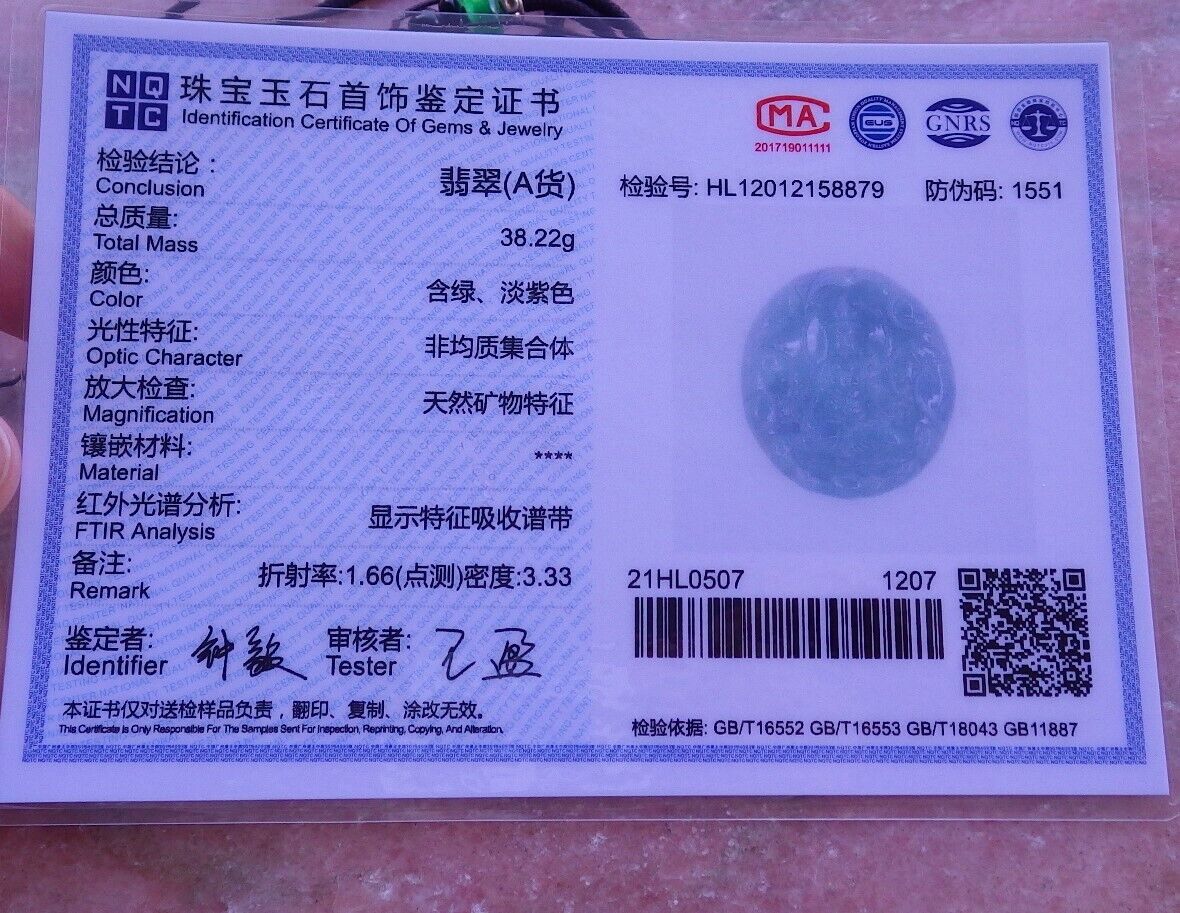 NQ
TC
珠宝玉石首饰鉴定证书
Identification Certificate Of Gems & Jewelry
检验结论：
Conclusion
翡翠(A货)
总质量:
Total Mass
38.22g
颜色:
Color
含绿、淡紫色
光性特征:
Optic Character
非均质集合体
放大检查:
Magnification
天然矿物特征
镶嵌材料:
Material
****
红外光谱分析:
FTIR Analysis
显示特征吸收谱带
备注:
Remark
折射率:1.66(点测)密度:3.33
鉴定者:
Identifier
钟敏
审核者:
Tester
王盈
本证书仅对送检样品负责，翻印、复制、涂改无效。
This Certificate is Only Responsible For The Samples Sent For Inspection, Reprinting, Copying, And Alteration.
MA
201719011111
GNRS
检验号: HL12012158879 防伪码: 1551
21HL0507 1207
检验依据: GB/T16552 GB/T16553 GB/T18043 GB11887